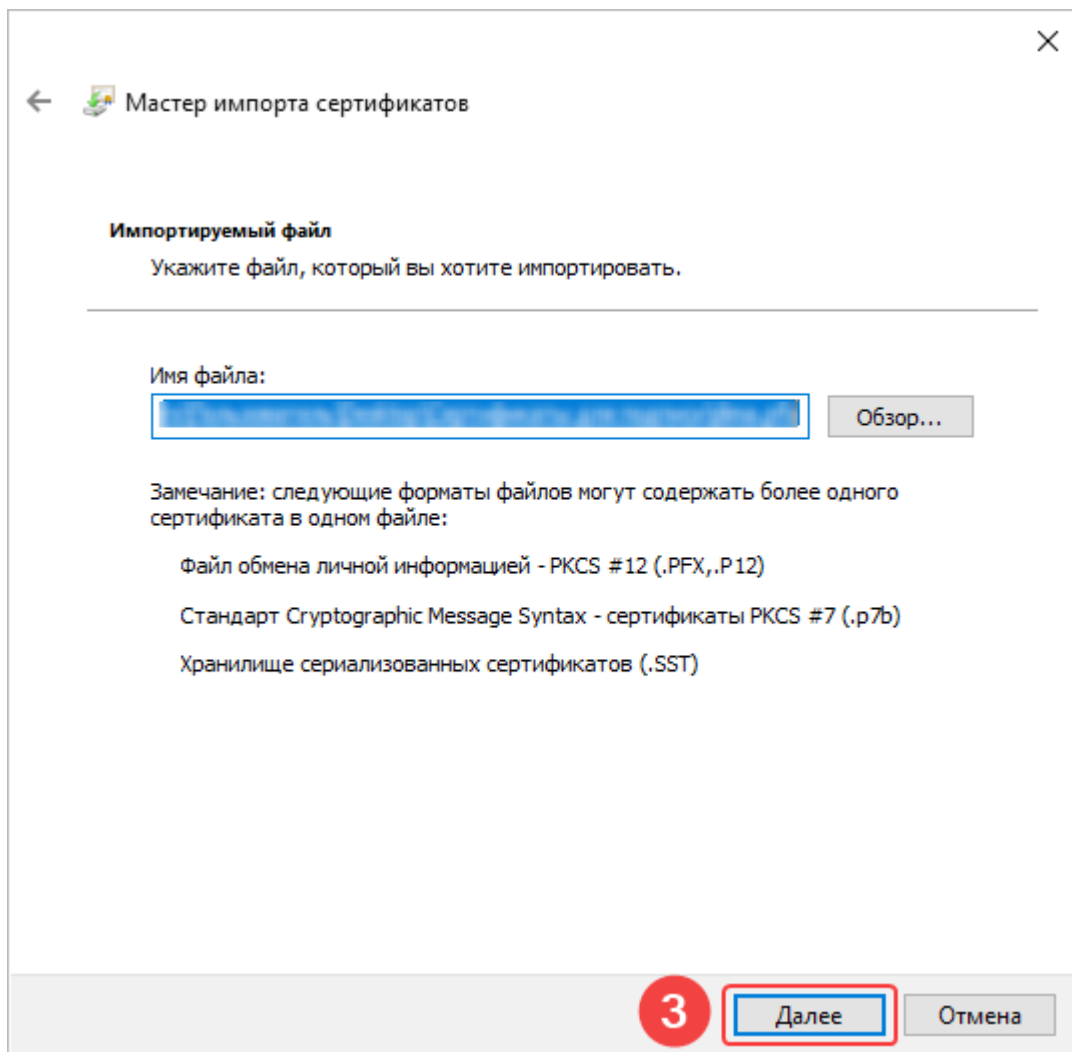 Мастер импорта сертификатов
Импортируемый файл
Укажите файл, который вы хотите импортировать.
Имя файла:
Обзор...
Замечание: следующие форматы файлов могут содержать более одного
сертификата в одном файле:
Файл обмена личной информацией - PKCS #12 (.PFX,.P12)
Стандарт Cryptographic Message Syntax - сертификаты PKCS #7 (.p7b)
Хранилище сериализованных сертификатов (.SST)
3
Далее
Отмена